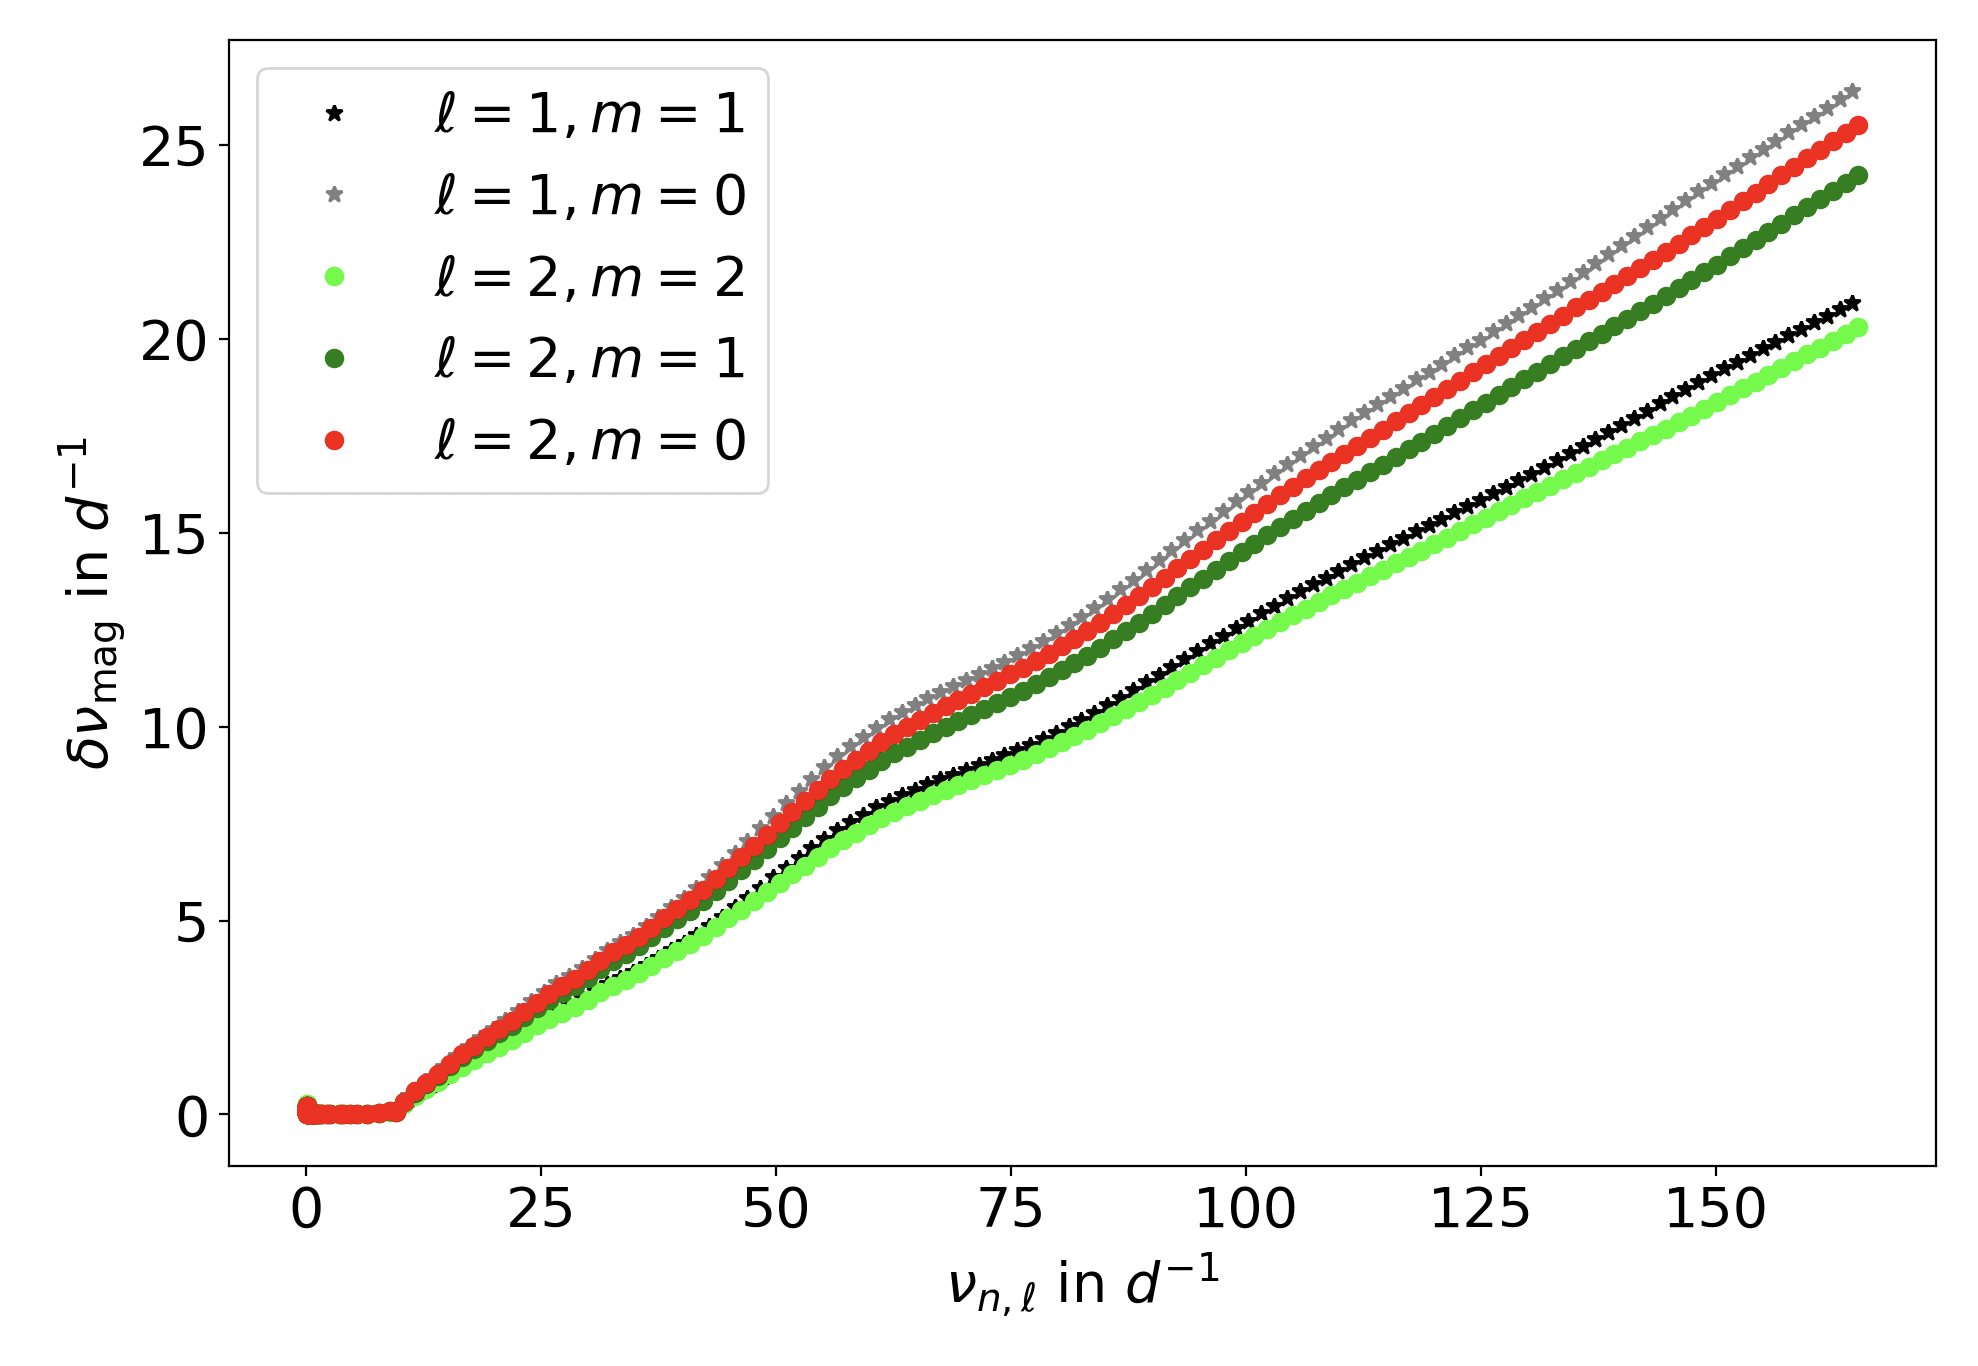 ℓ = 1, m = 1
ℓ = 1, m = 0
ℓ = 2, m = 2
ℓ = 2, m = 1
ℓ = 2, m = 0
25
20
15
10
5
0
δν_mag in d⁻¹
0 25 50 75 100 125 150
ν_{n,ℓ} in d⁻¹